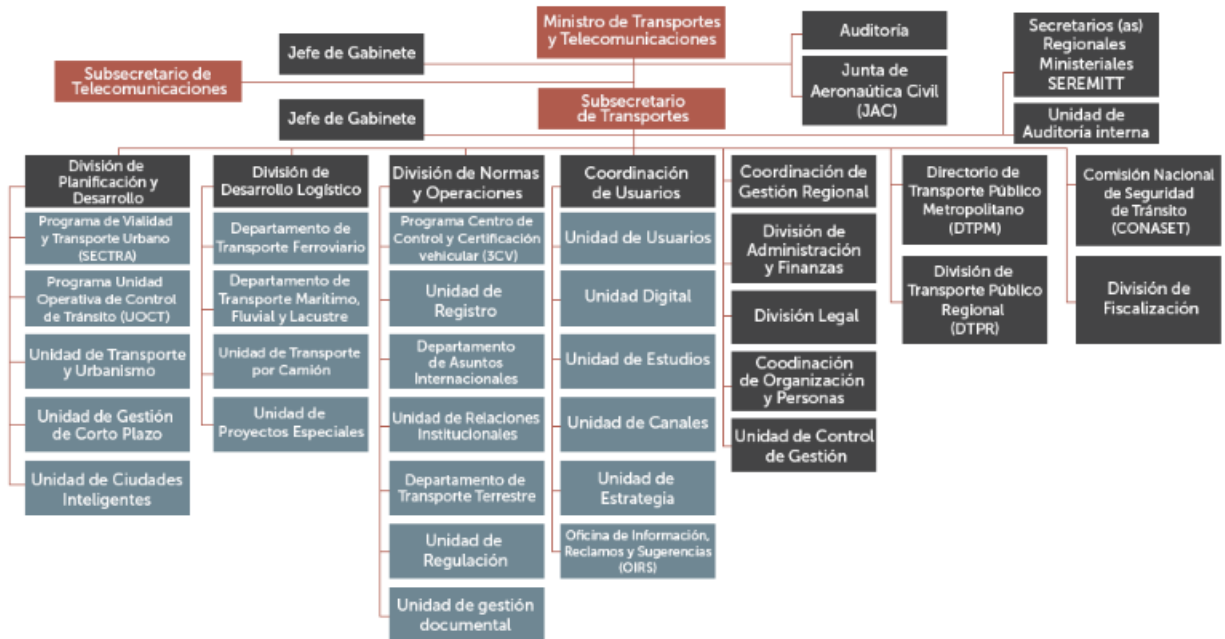 Ministro de Transportes
y Telecomunicaciones
Jefe de Gabinete
Auditoría
Secretarios (as)
Regionales
Ministeriales
SEREMITT
Subsecretario de
Telecomunicaciones
Junta de
Aeronaútica Civil
(JAC)
Subsecretario
de Transportes
Jefe de Gabinete
Unidad de
Auditoría interna
División de
Planificación y
Desarrollo
Programa de Vialidad
y Transporte Urbano
(SECTRA)
Programa Unidad
Operativa de Control
de Tránsito (UOCT)
Unidad de Transporte
y Urbanismo
Unidad de Gestión
de Corto Plazo
Unidad de Ciudades
Inteligentes
División de
Desarrollo Logístico
Departamento de
Transporte Ferroviario
Departamento de
Transporte Marítimo,
Fluvial y Lacustre
Unidad de Transporte
por Camión
Unidad de
Proyectos Especiales
División de Normas
y Operaciones
Programa Centro de
Control y Certificación
vehicular (3CV)
Unidad de
Registro
Departamento
de Asuntos
Internacionales
Unidad de Relaciones
Institucionales
Departamento de
Transporte Terrestre
Unidad de
Regulación
Unidad de gestión
documental
Coordinación
de Usuarios
Unidad de Usuarios
Unidad Digital
Unidad de Estudios
Unidad de Canales
Unidad de
Estrategia
Oficina de Información,
Reclamos y Sugerencias
(OIRS)
Coordinación de
Gestión Regional
División de
Administración
y Finanzas
División Legal
Coodinación
de Organización
y Personas
Unidad de Control
de Gestión
Directorio de
Transporte Público
Metropolitano
(DTPM)
División de
Transporte Público
Regional
(DTPR)
Comisión Nacional
de Seguridad
de Tránsito
(CONASET)
División de
Fiscalización